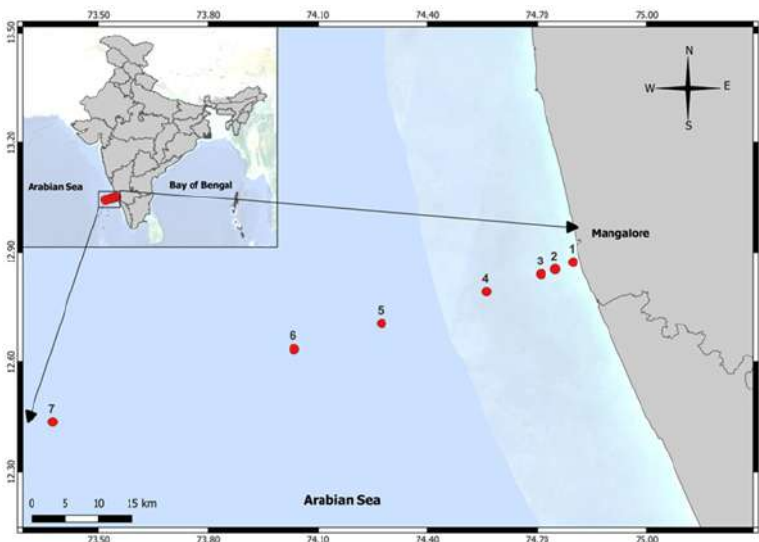 73.50 73.80 74.10 74.40 74.75 75.00
13.50
13.20
12.90
12.60
12.30
N
W E
S
Arabian Sea
Bay of Bengal
Mangalore
1
2
3
4
5
6
7
0 5 10 15 km
Arabian Sea
73.50 73.80 74.10 74.40 74.75 75.00